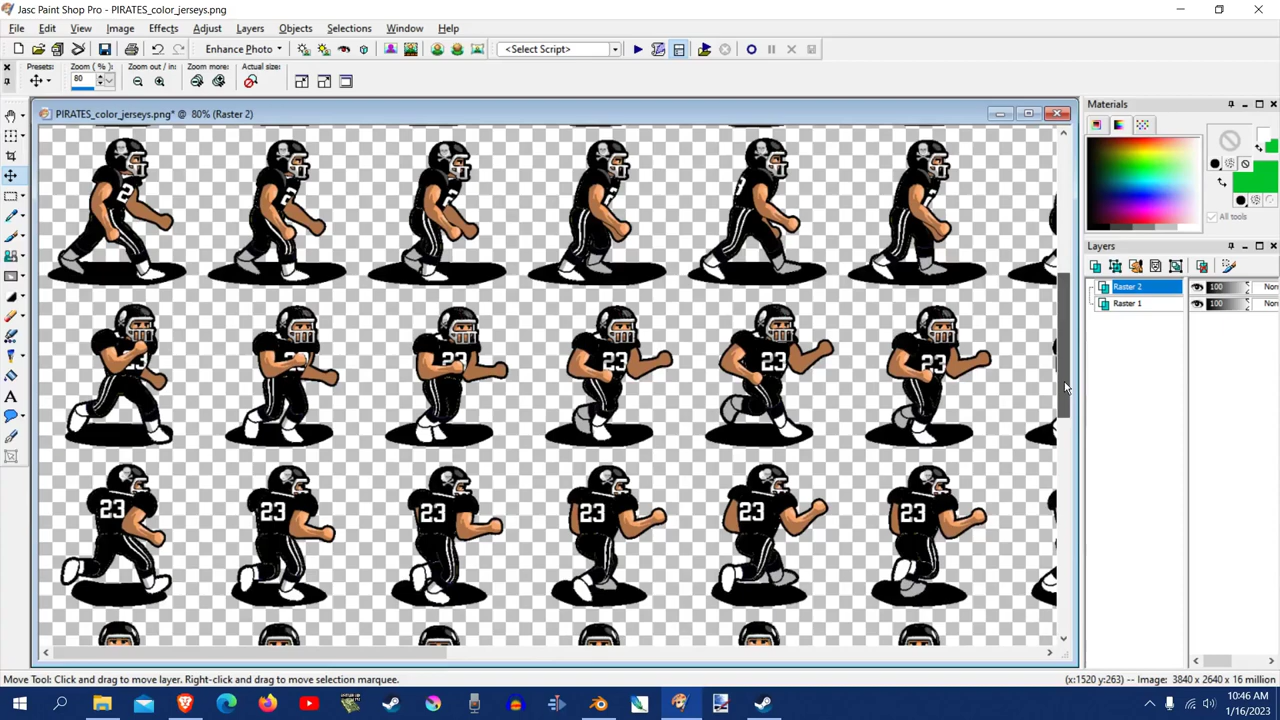 Jasc Paint Shop Pro - PIRATES_color_jerseys.png
File Edit View Image Effects Adjust Layers Objects Selections Window Help
Enhance Photo <Select Script>
Presets: Zoom ( % ): Zoom out / in: Zoom more: Actual size:
80
PIRATES_color_jerseys.png* @ 80% (Raster 2)
Materials
All tools
Layers
Raster 2 100 Nor
Raster 1 100 Nor
2
23 23 23 23 23
23 23 23 23 23 23
Move Tool: Click and drag to move layer. Right-click and drag to move selection marquee.
(x:1520 y:263) -- Image: 3840 x 2640 x 16 million
10:46 AM
1/16/2023